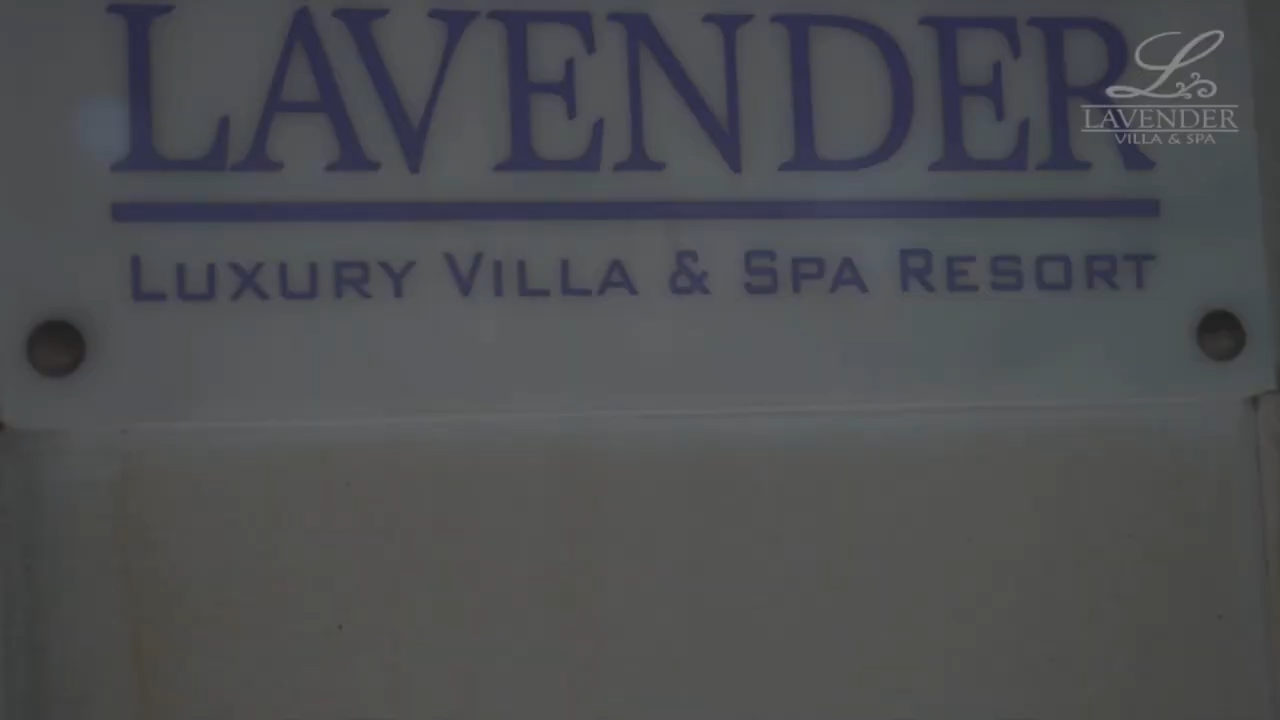 LAVENDER
LUXURY VILLA & SPA RESORT
L
LAVENDER
VILLA & SPA